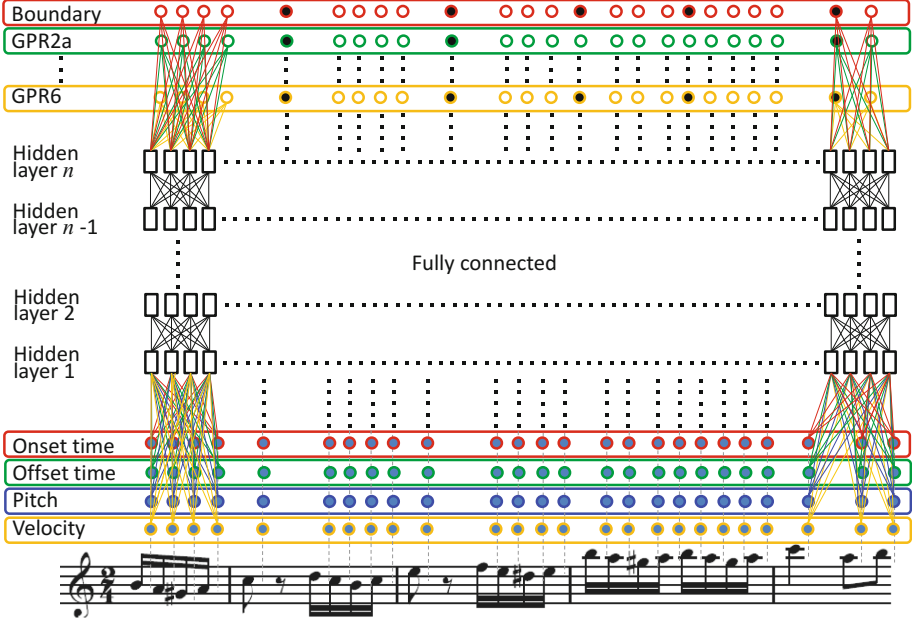 Boundary
GPR2a
GPR6
Hidden
layer n
Hidden
layer n -1
Fully connected
Hidden
layer 2
Hidden
layer 1
Onset time
Offset time
Pitch
Velocity
2
4